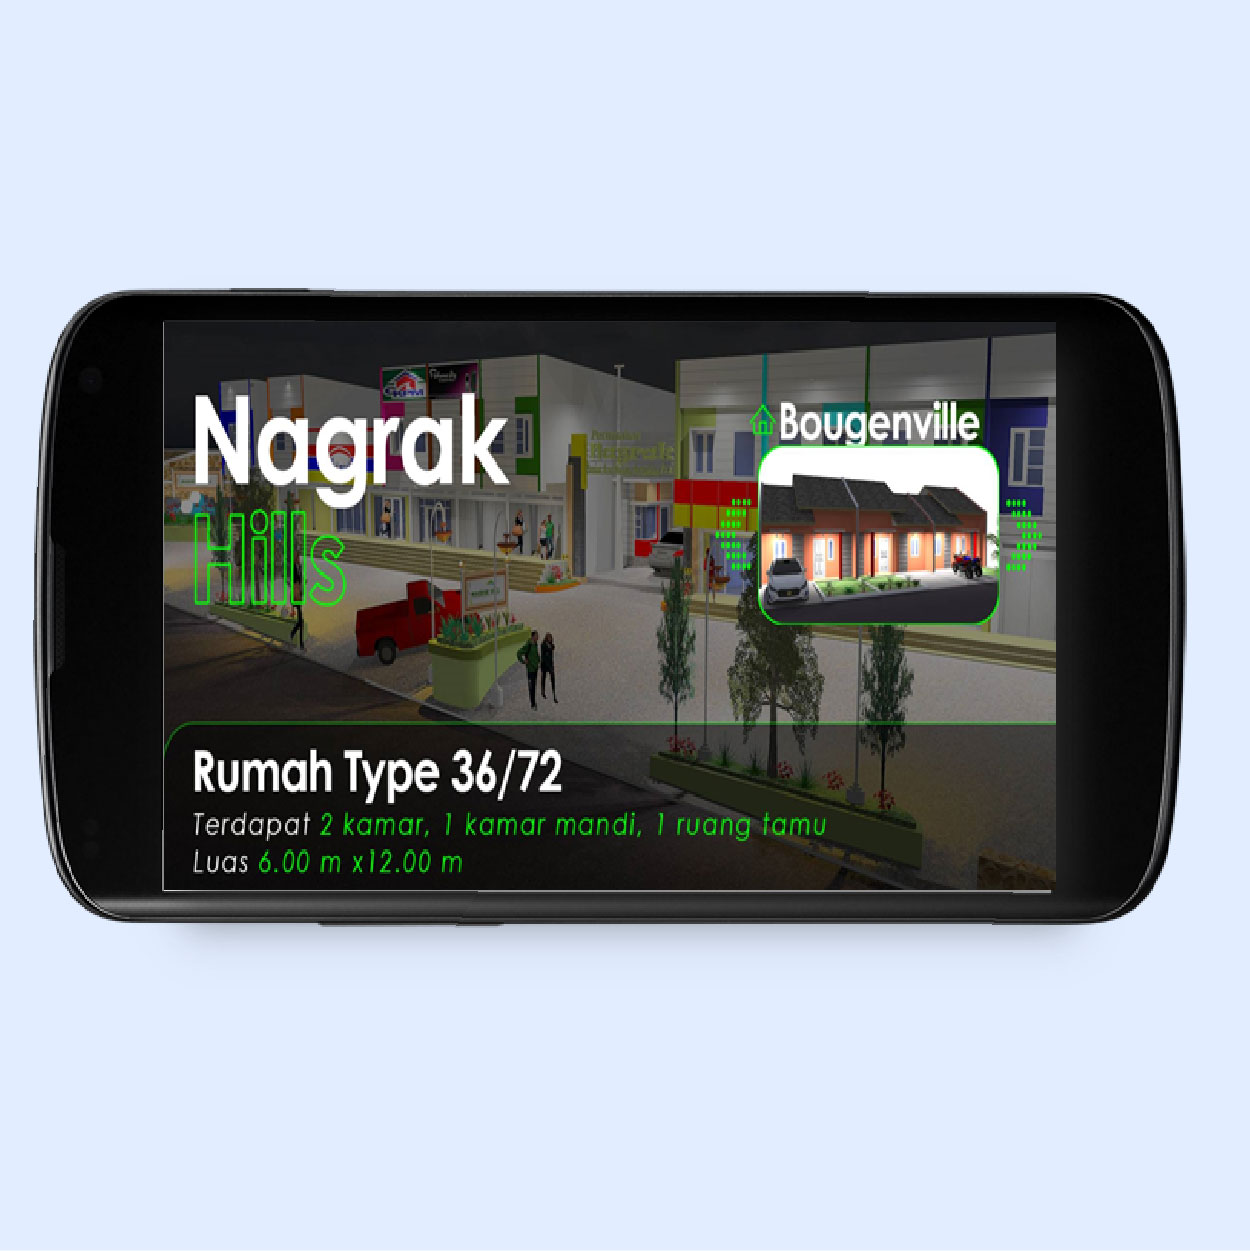 Nagrak
Hills
Bougenville
Rumah Type 36/72
Terdapat 2 kamar, 1 kamar mandi, 1 ruang tamu
Luas 6.00 m x12.00 m